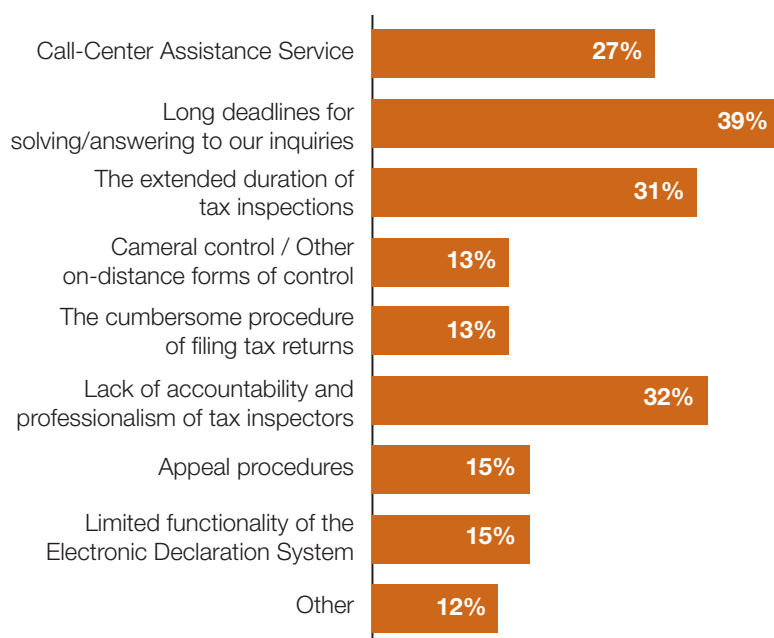 Call-Center Assistance Service
27%
Long deadlines for
solving/answering to our inquiries
39%
The extended duration of
tax inspections
31%
Cameral control / Other
on-distance forms of control
13%
The cumbersome procedure
of filing tax returns
13%
Lack of accountability and
professionalism of tax inspectors
32%
Appeal procedures
15%
Limited functionality of the
Electronic Declaration System
15%
Other
12%